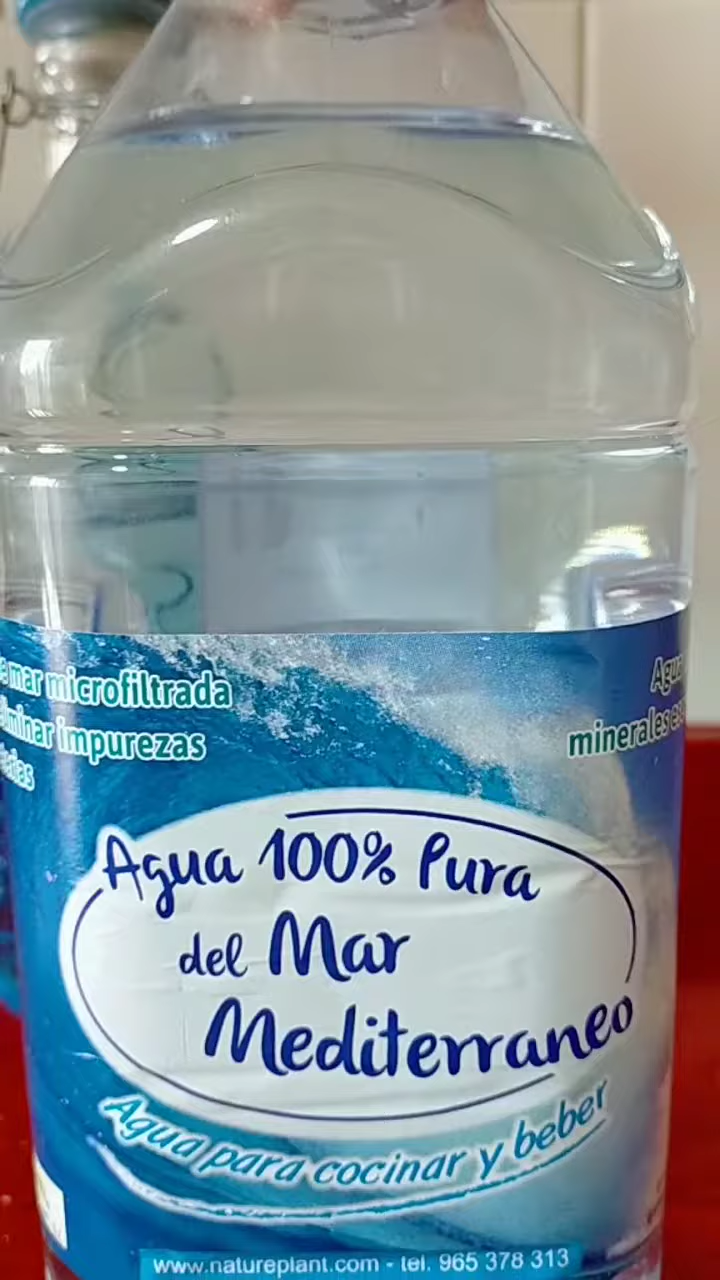 mar microfiltrada
impurezas
minerales
Agua 100% Pura
del Mar
Mediterraneo
Agua para cocinar y beber
www.natureplant.com - tel. 965 378 313